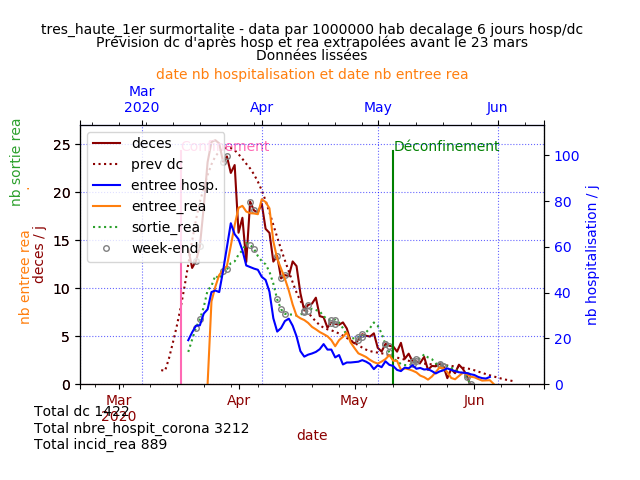 tres_haute_1er surmortalite - data par 1000000 hab decalage 6 jours hosp/dc
Prévision dc d'après hosp et rea extrapolées avant le 23 mars
Données lissées
date nb hospitalisation et date nb entree rea
Mar
2020
Apr
May
Jun
nb sortie rea
nb entree rea
deces / j
25
20
15
10
5
0
deces
prev dc
entree hosp.
entree_rea
sortie_rea
week-end
Confinement
Déconfinement
100
80
60
40
20
0
nb hospitalisation / j
Mar
2020
Apr
May
Jun
date
Total dc 1422
Total nbre_hospit_corona 3212
Total incid_rea 889